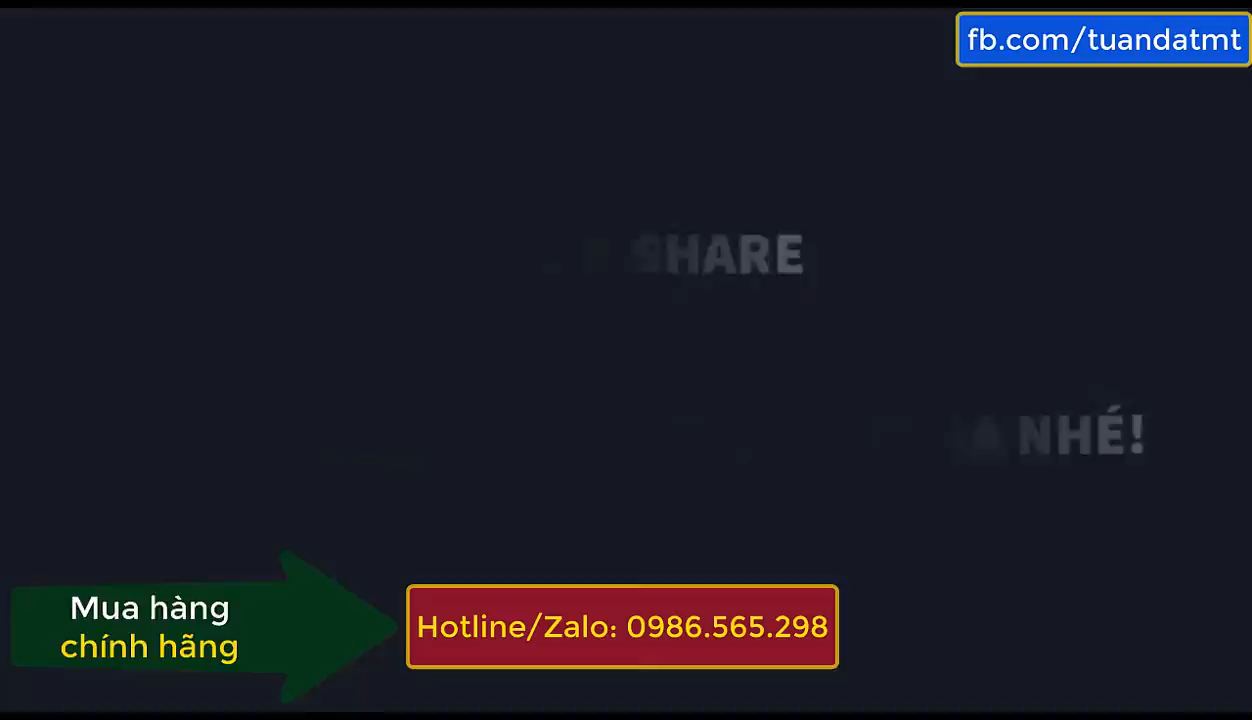 fb.com/tuandatmt
SHARE
NHÉ!
Mua hàng
chính hãng
Hotline/Zalo: 0986.565.298